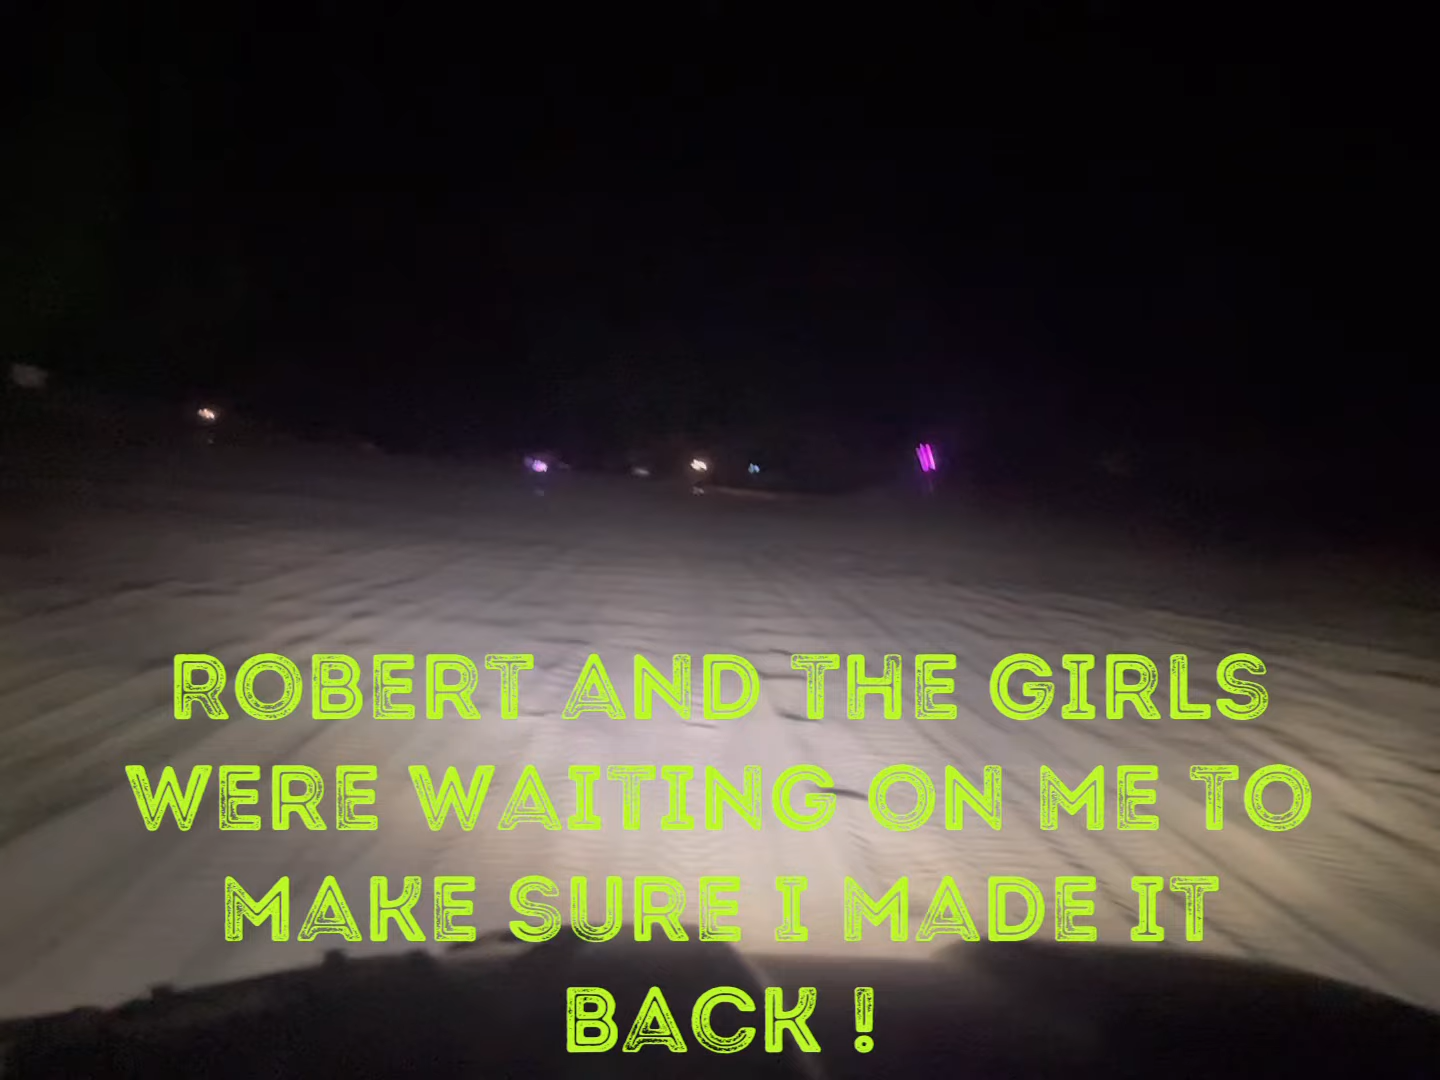 ROBERT AND THE GIRLS
WERE WAITING ON ME TO
MAKE SURE I MADE IT
BACK !